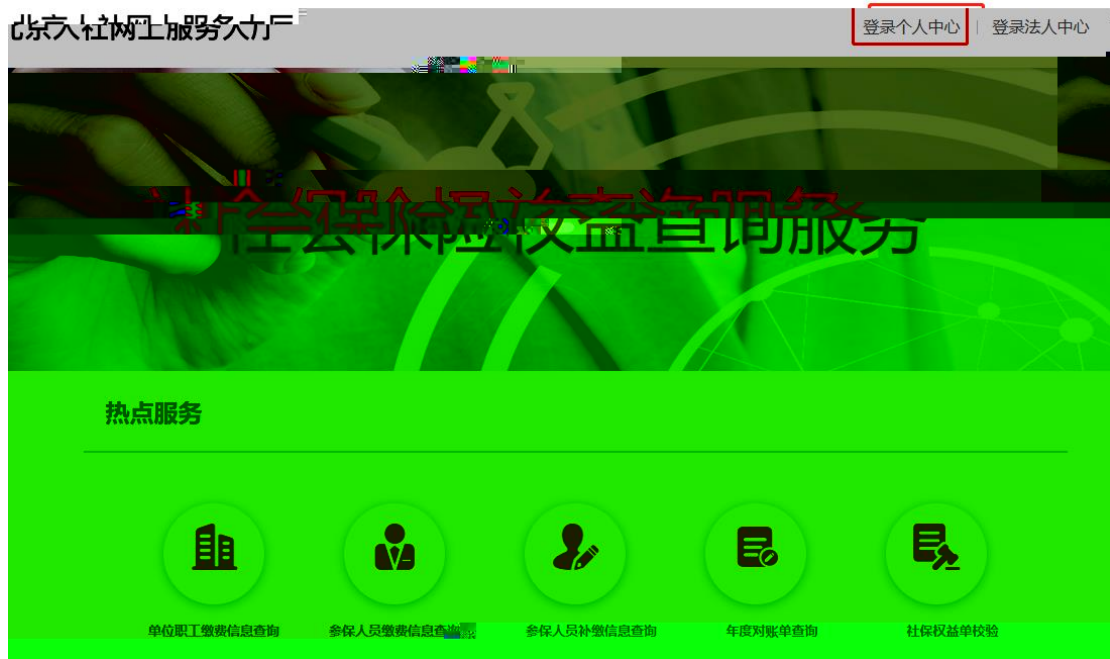 北京人社网上服务大厅
登录个人中心 | 登录法人中心
社会保险权益查询服务
热点服务
单位职工缴费信息查询
参保人员缴费信息查询
参保人员补缴信息查询
年度对账单查询
社保权益单校验